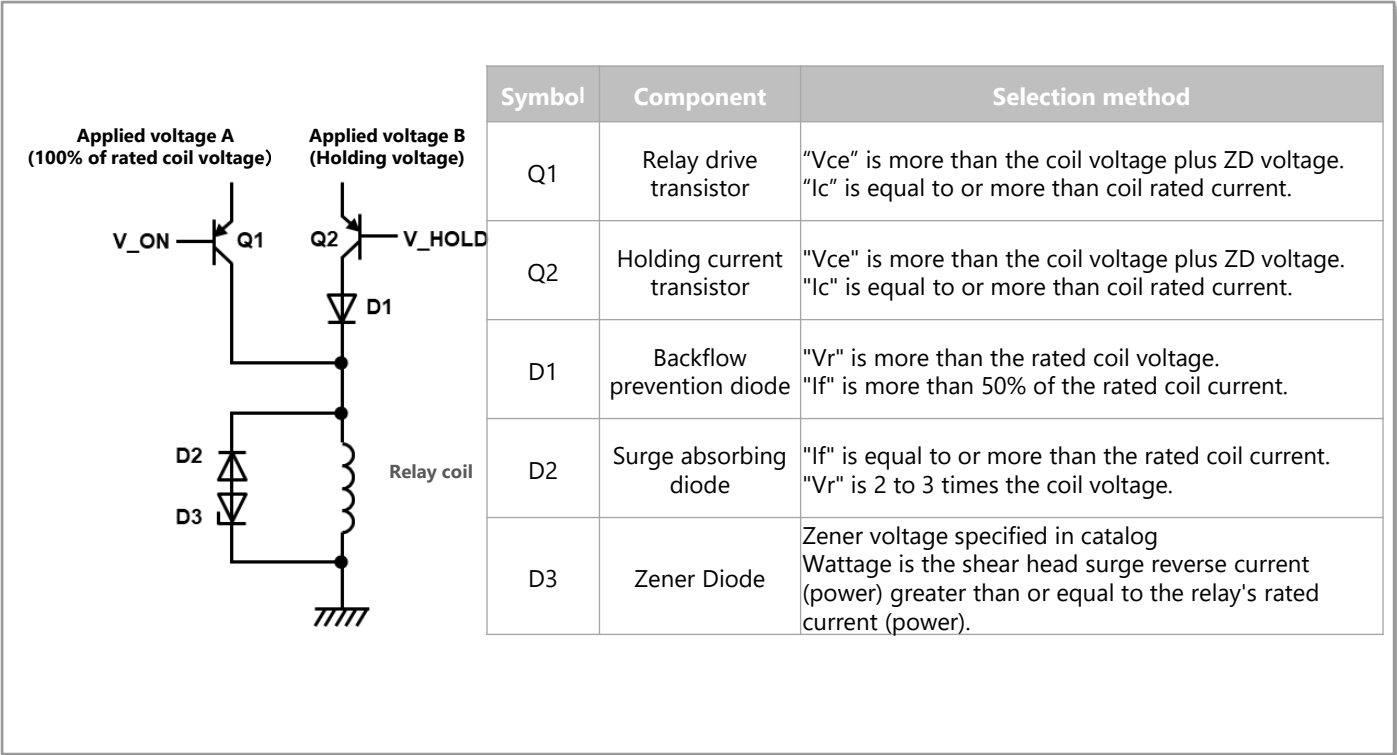 Applied voltage A
(100% of rated coil voltage）
Applied voltage B
(Holding voltage)
V_ON
Q1
Q2
V_HOLD
D1
D2
D3
Relay coil
Symbol
Component
Selection method
Q1
Relay drive
transistor
“Vce” is more than the coil voltage plus ZD voltage.
“Ic” is equal to or more than coil rated current.
Q2
Holding current
transistor
"Vce" is more than the coil voltage plus ZD voltage.
"Ic" is equal to or more than coil rated current.
D1
Backflow
prevention diode
"Vr" is more than the rated coil voltage.
"If" is more than 50% of the rated coil current.
D2
Surge absorbing
diode
"If" is equal to or more than the rated coil current.
"Vr" is 2 to 3 times the coil voltage.
D3
Zener Diode
Zener voltage specified in catalog
Wattage is the shear head surge reverse current
(power) greater than or equal to the relay's rated
current (power).